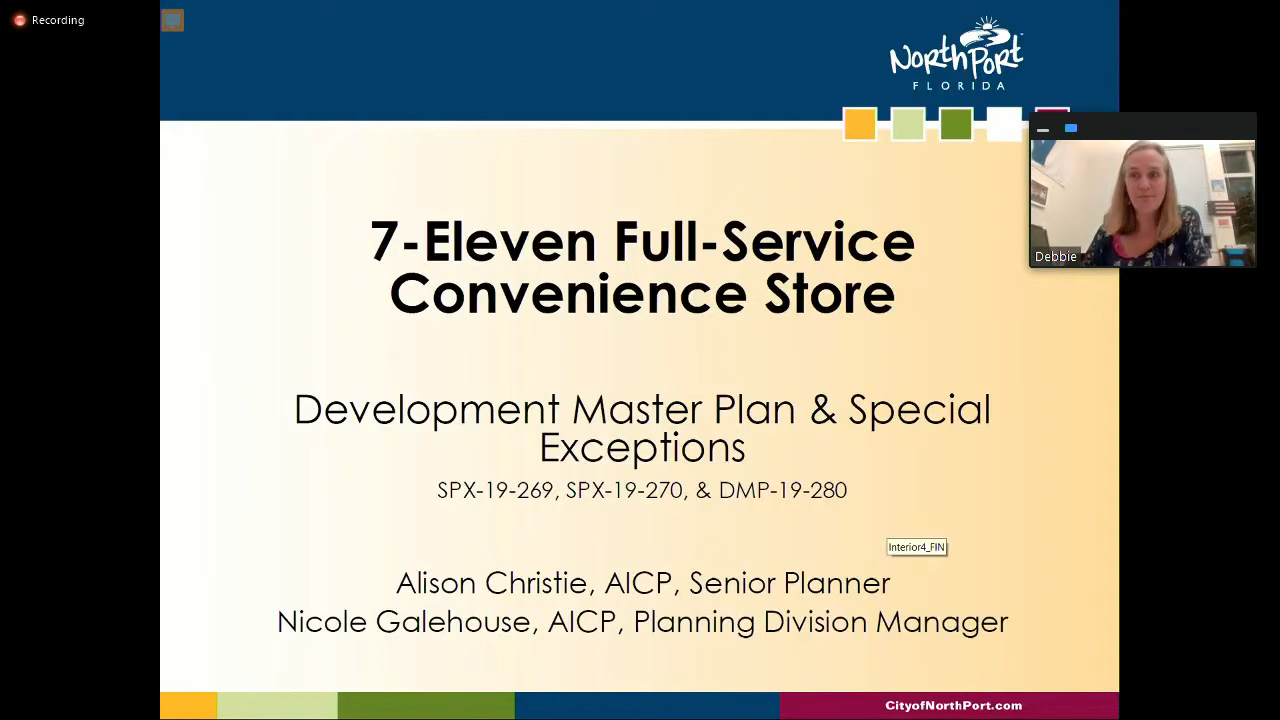 Recording
NorthPort
FLORIDA
Debbie
7-Eleven Full-Service
Convenience Store
Development Master Plan & Special
Exceptions
SPX-19-269, SPX-19-270, & DMP-19-280
Interior4_FIN
Alison Christie, AICP, Senior Planner
Nicole Galehouse, AICP, Planning Division Manager
CityofNorthPort.com